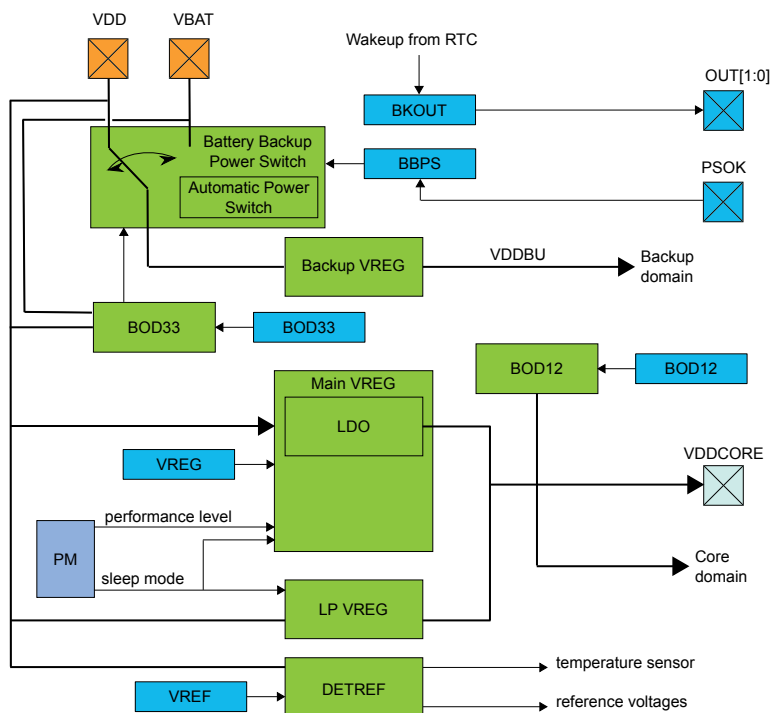 VDD
VBAT
Wakeup from RTC
OUT[1:0]
BKOUT
Battery Backup
Power Switch
BBPS
PSOK
Automatic Power
Switch
Backup VREG
VDDBU
Backup
domain
BOD33
BOD33
Main VREG
LDO
BOD12
BOD12
VREG
VDDCORE
performance level
PM
sleep mode
Core
domain
LP VREG
temperature sensor
VREF
DETREF
reference voltages